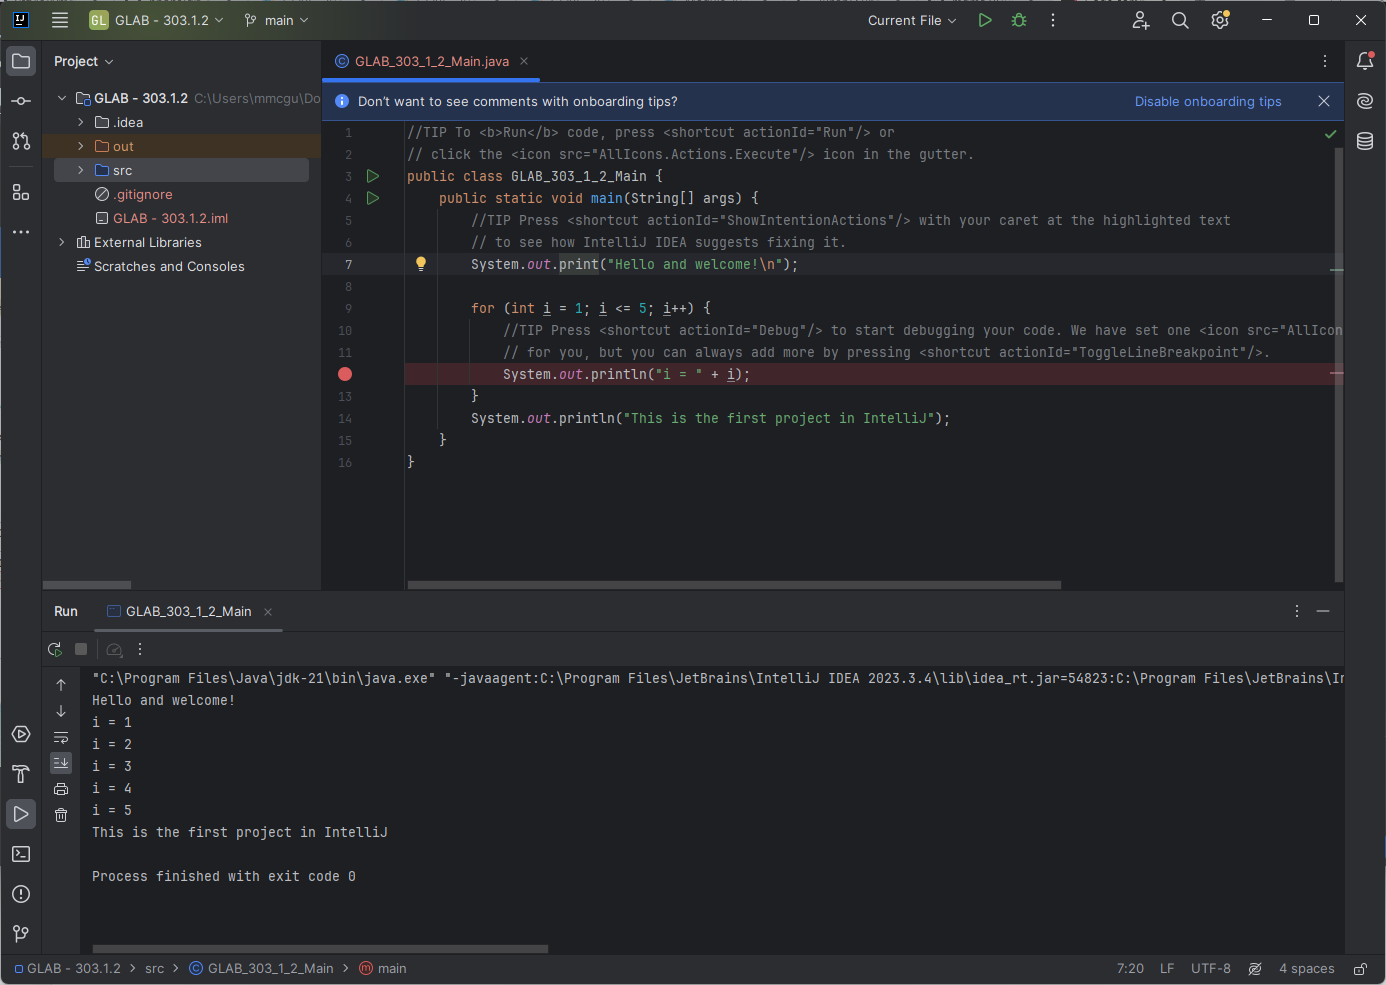 GL GLAB - 303.1.2 main Current File
Project
GLAB_303_1_2_Main.java
GLAB - 303.1.2 C:\Users\mmcgu\Do
.idea
out
src
.gitignore
GLAB - 303.1.2.iml
External Libraries
Scratches and Consoles
Don't want to see comments with onboarding tips? Disable onboarding tips
1 //TIP To <b>Run</b> code, press <shortcut actionId="Run"/> or
2 // click the <icon src="AllIcons.Actions.Execute"/> icon in the gutter.
3 public class GLAB_303_1_2_Main {
4 public static void main(String[] args) {
5 //TIP Press <shortcut actionId="ShowIntentionActions"/> with your caret at the highlighted text
6 // to see how IntelliJ IDEA suggests fixing it.
7 System.out.print("Hello and welcome!\n");
8
9 for (int i = 1; i <= 5; i++) {
10 //TIP Press <shortcut actionId="Debug"/> to start debugging your code. We have set one <icon src="AllIcon
11 // for you, but you can always add more by pressing <shortcut actionId="ToggleLineBreakpoint"/>.
System.out.println("i = " + i);
13 }
14 System.out.println("This is the first project in IntelliJ");
15 }
16 }
Run GLAB_303_1_2_Main
"C:\Program Files\Java\jdk-21\bin\java.exe" "-javaagent:C:\Program Files\JetBrains\IntelliJ IDEA 2023.3.4\lib\idea_rt.jar=54823:C:\Program Files\JetBrains\In
Hello and welcome!
i = 1
i = 2
i = 3
i = 4
i = 5
This is the first project in IntelliJ
Process finished with exit code 0
GLAB - 303.1.2 > src > GLAB_303_1_2_Main > main 7:20 LF UTF-8 4 spaces